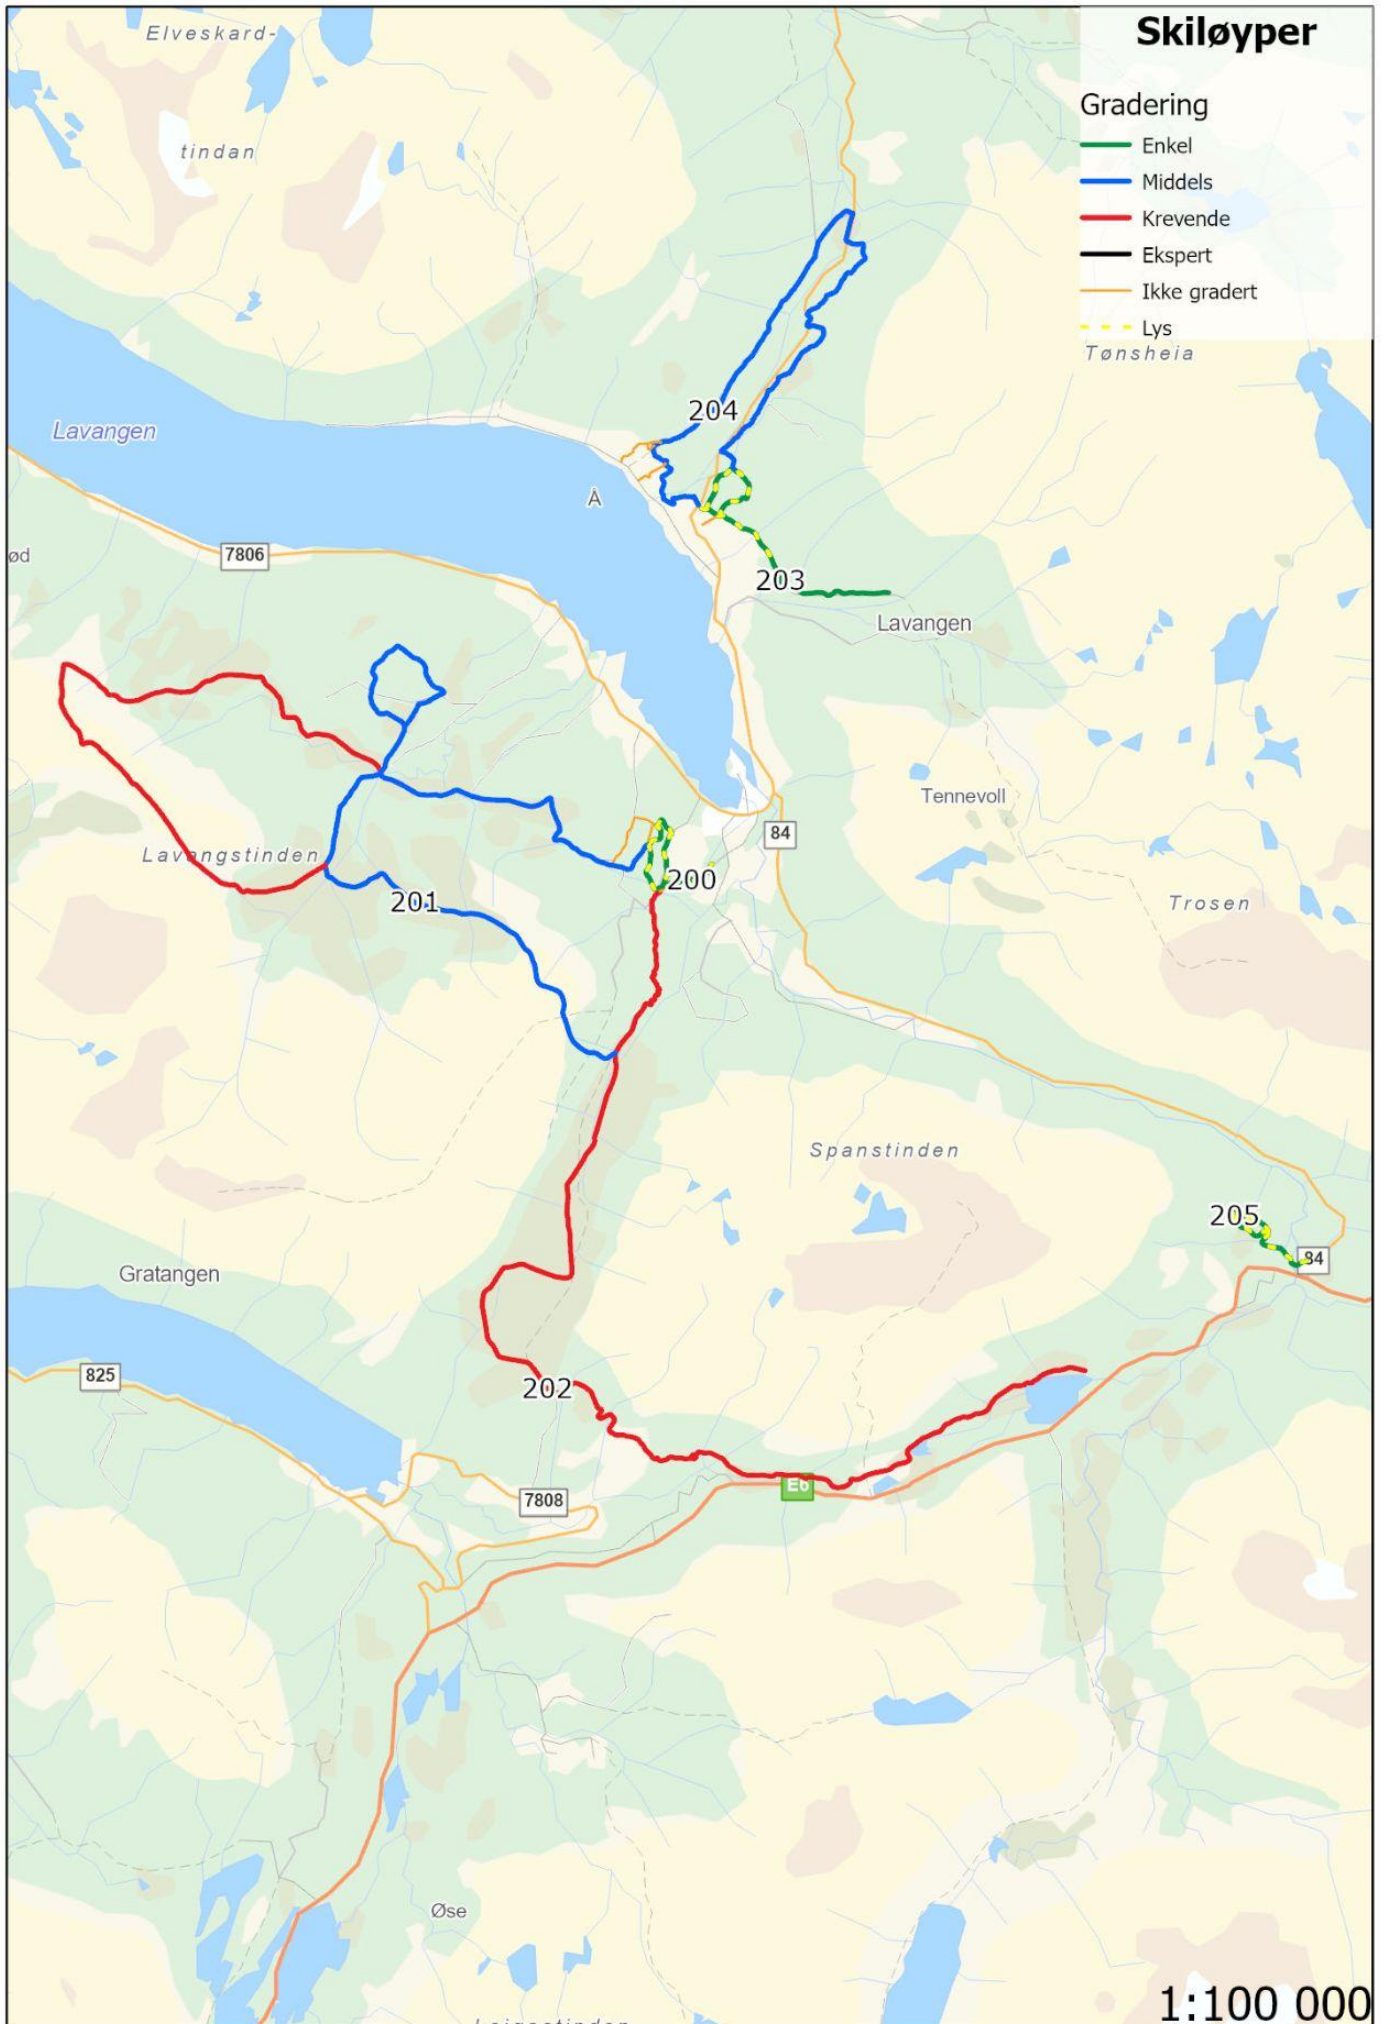 Skiløyper
Gradering
Enkel
Middels
Krevende
Ekspert
Ikke gradert
Lys
Elveskard-
tindan
Tønsheia
204
Lavangen
Å
ød
7806
203
Lavangen
Tennevoll
84
Lavangstinden
200
201
Trosen
Spanstinden
205
84
Gratangen
825
202
E6
7808
Øse
1:100 000